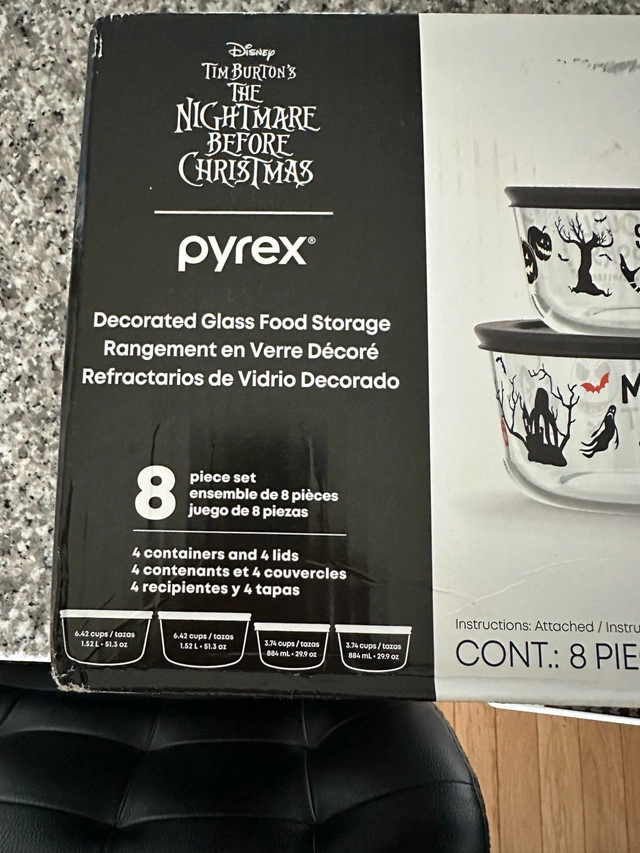 Disney
Tim Burton's
The
Nightmare
Before
Christmas
pyrex®
Decorated Glass Food Storage
Rangement en Verre Décoré
Refractarios de Vidrio Decorado
8
piece set
ensemble de 8 pièces
juego de 8 piezas
4 containers and 4 lids
4 contenants et 4 couvercles
4 recipientes y 4 tapas
6.42 cups / tazas
1.52 L • 51.3 oz
6.42 cups / tazas
1.52 L • 51.3 oz
3.74 cups / tazas
884 mL • 29.9 oz
3.74 cups / tazas
884 mL • 29.9 oz
Instructions: Attached / Instru
CONT.: 8 PIE